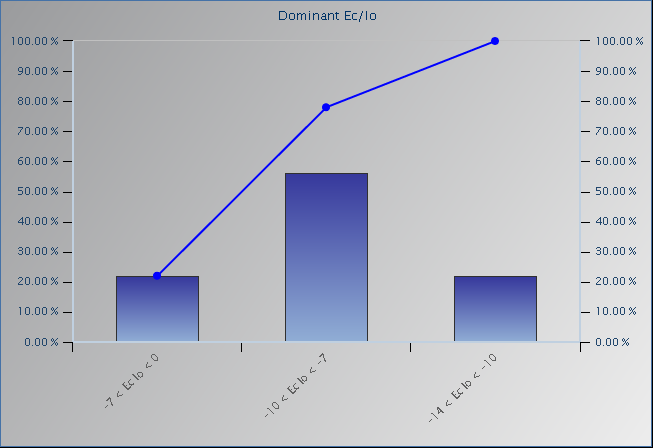 Dominant Ec/Io
100.00 % 100.00 %
90.00 % 90.00 %
80.00 % 80.00 %
70.00 % 70.00 %
60.00 % 60.00 %
50.00 % 50.00 %
40.00 % 40.00 %
30.00 % 30.00 %
20.00 % 20.00 %
10.00 % 10.00 %
0.00 % 0.00 %
-7 < Ec Io < 0
-10 < Ec Io < -7
-14 < Ec Io < -10